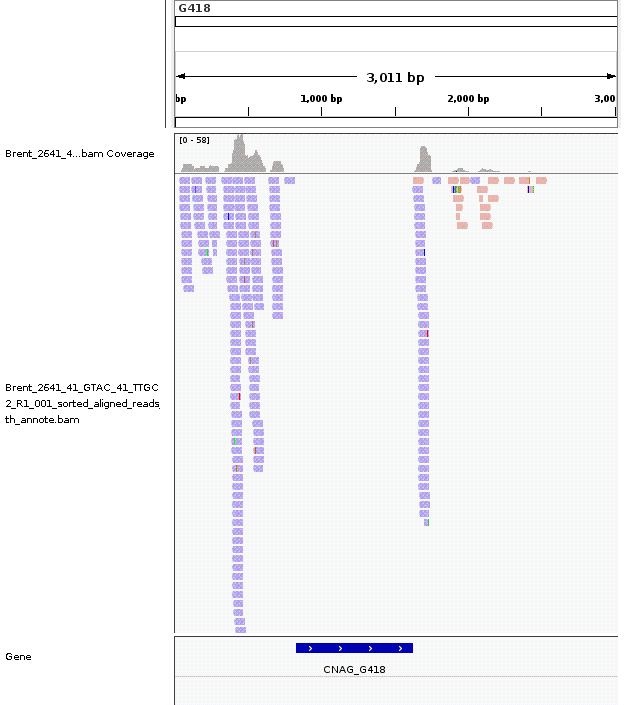 G418
3,011 bp
bp
1,000 bp
2,000 bp
3,00
[0 - 58]
Brent_2641_4...bam Coverage
Brent_2641_41_GTAC_41_TTGC
2_R1_001_sorted_aligned_reads_
th_annote.bam
Gene
CNAG_G418